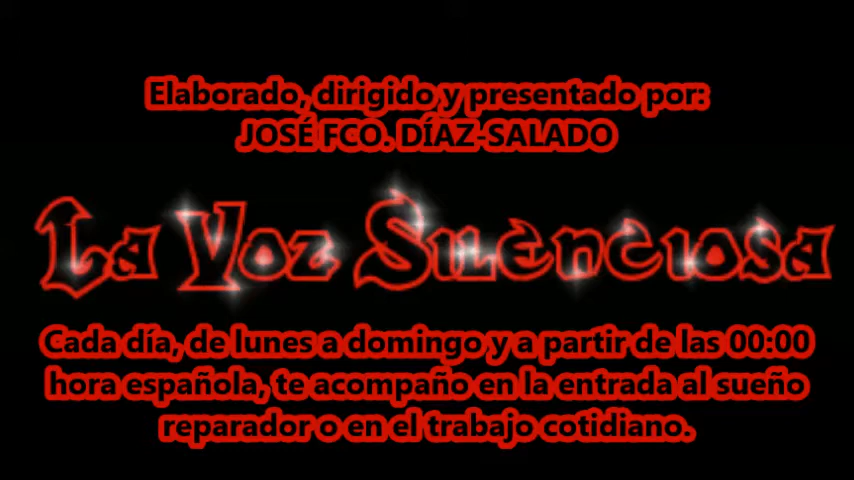 Elaborado, dirigido y presentado por:
JOSÉ FCO. DÍAZ-SALADO
La Voz Silenciosa
Cada día, de lunes a domingo y a partir de las 00:00
hora española, te acompaño en la entrada al sueño
reparador o en el trabajo cotidiano.